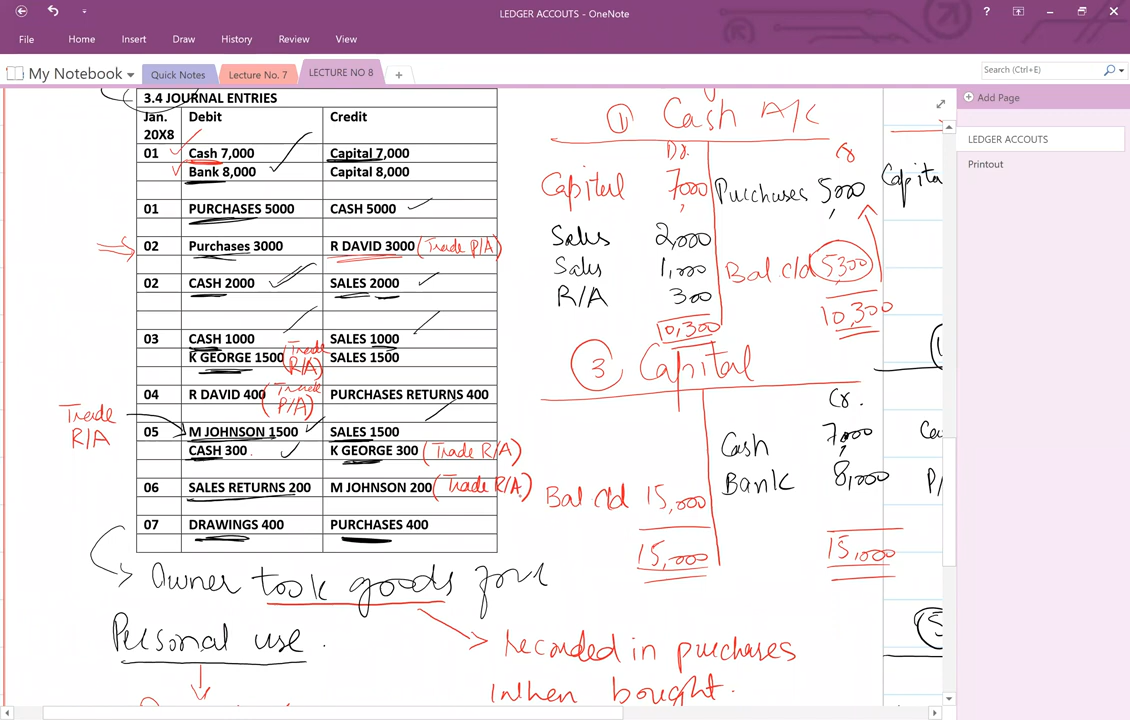 LEDGER ACCOUTS - OneNote
File Home Insert Draw History Review View
My Notebook Quick Notes Lecture No. 7 LECTURE NO 8 + Search (Ctrl+E)
Add Page
LEDGER ACCOUTS
Printout
3.4 JOURNAL ENTRIES
Jan. 20X8 Debit Credit
01 Cash 7,000 Capital 7,000
Bank 8,000 Capital 8,000
01 PURCHASES 5000 CASH 5000
02 Purchases 3000 R DAVID 3000 (Trade P/A)
02 CASH 2000 SALES 2000
03 CASH 1000 SALES 1000
K GEORGE 1500 (Trade R/A) SALES 1500
04 R DAVID 400 (Trade P/A) PURCHASES RETURNS 400
Trade R/A
05 M JOHNSON 1500 SALES 1500
CASH 300 K GEORGE 300 (Trade R/A)
06 SALES RETURNS 200 M JOHNSON 200 (Trade R/A)
07 DRAWINGS 400 PURCHASES 400
Owner took goods for
Personal use.
Recorded in purchases
when bought.
1 Cash A/C
Dr.
Capital 7000 Purchases 5000
Sales 2,000
Sales 1,000 Bal c/d 5,300
R/A 300
10,300 10,300
3 Capital
Cr.
Cash 7,000
Bank 8,000
Bal c/d 15,000
15,000 15,000
Capita